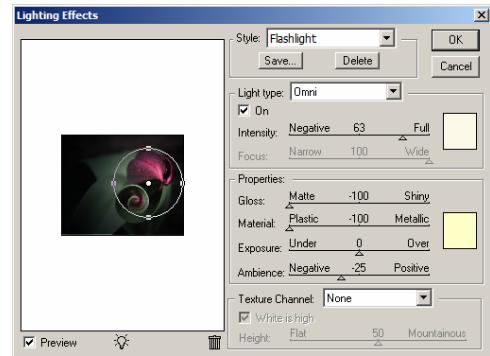 Lighting Effects
Style: Flashlight
OK
Save... Delete
Cancel
Light type: Omni
On
Intensity: Negative 63 Full
Focus: Narrow 100 Wide
Properties:
Gloss: Matte -100 Shiny
Material: Plastic -100 Metallic
Exposure: Under 0 Over
Ambience: Negative -25 Positive
Texture Channel: None
White is high
Height: Flat 50 Mountainous
Preview